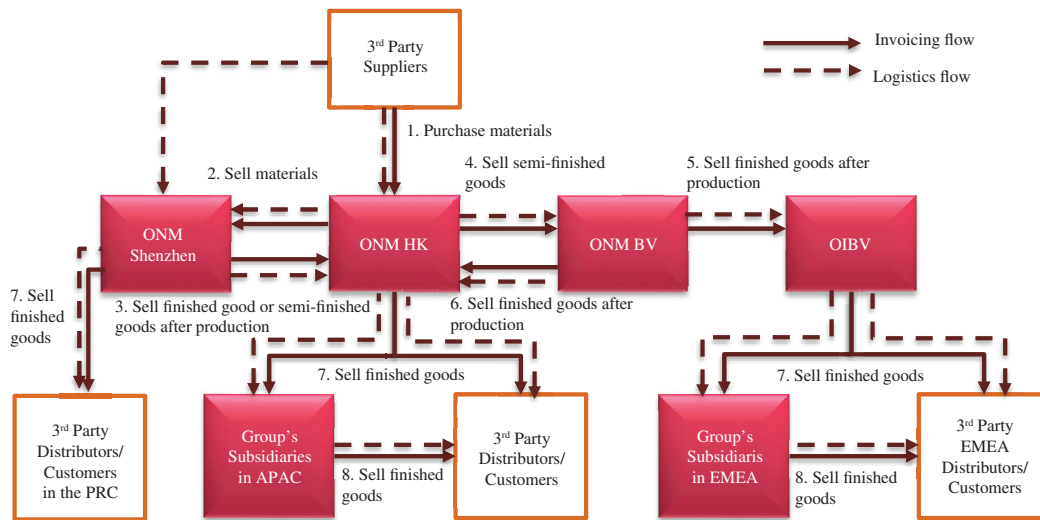 3rd Party
Suppliers
Invoicing flow
Logistics flow
1. Purchase materials
2. Sell materials
4. Sell semi-finished
goods
5. Sell finished goods after
production
ONM
Shenzhen
ONM HK
ONM BV
OIBV
7. Sell
finished
goods
3. Sell finished good or semi-finished
goods after production
6. Sell finished goods after
production
7. Sell finished goods
7. Sell finished goods
3rd Party
Distributors/
Customers
in the PRC
Group's
Subsidiaries
in APAC
8. Sell finished
goods
3rd Party
Distributors/
Customers
Group's
Subsidiaris
in EMEA
8. Sell finished
goods
3rd Party
EMEA
Distributors/
Customers